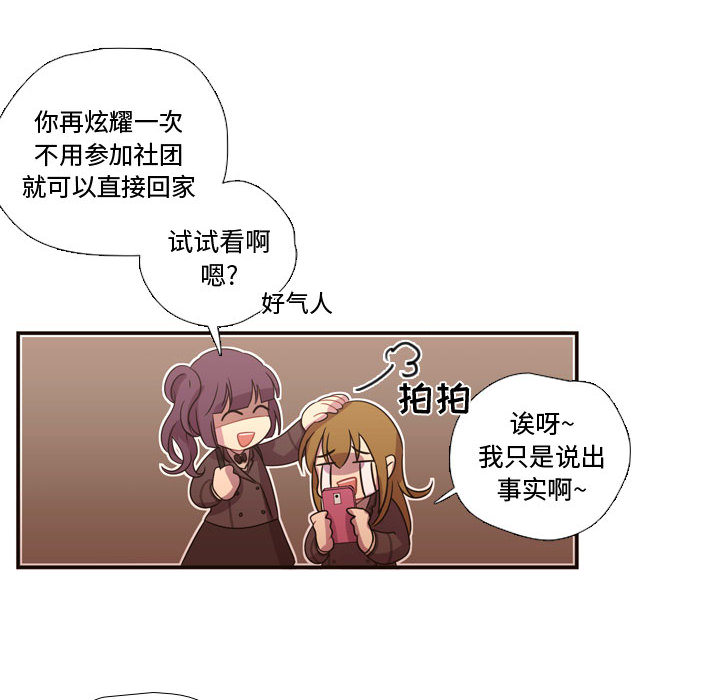 你再炫耀一次
不用参加社团
就可以直接回家
试试看啊
嗯?
好气人
拍拍
诶呀~
我只是说出
事实啊~